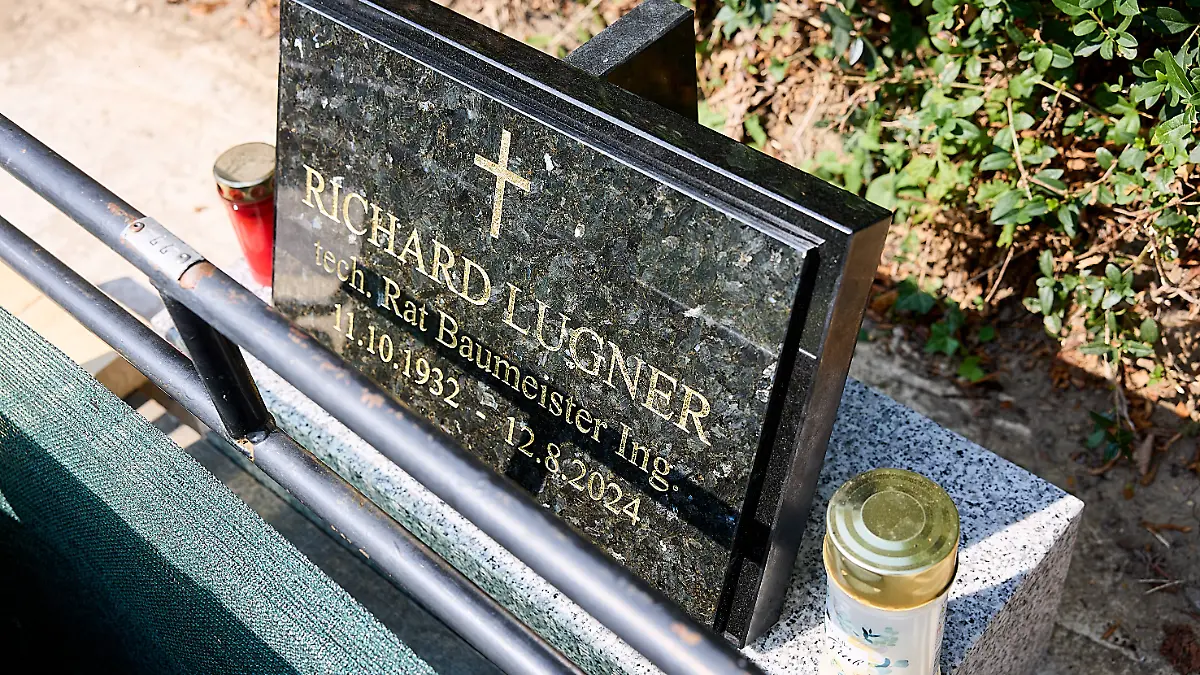 RICHARD LUGNER
tech. Rat Baumeister Ing.
11.10.1932 - 12.8.2024